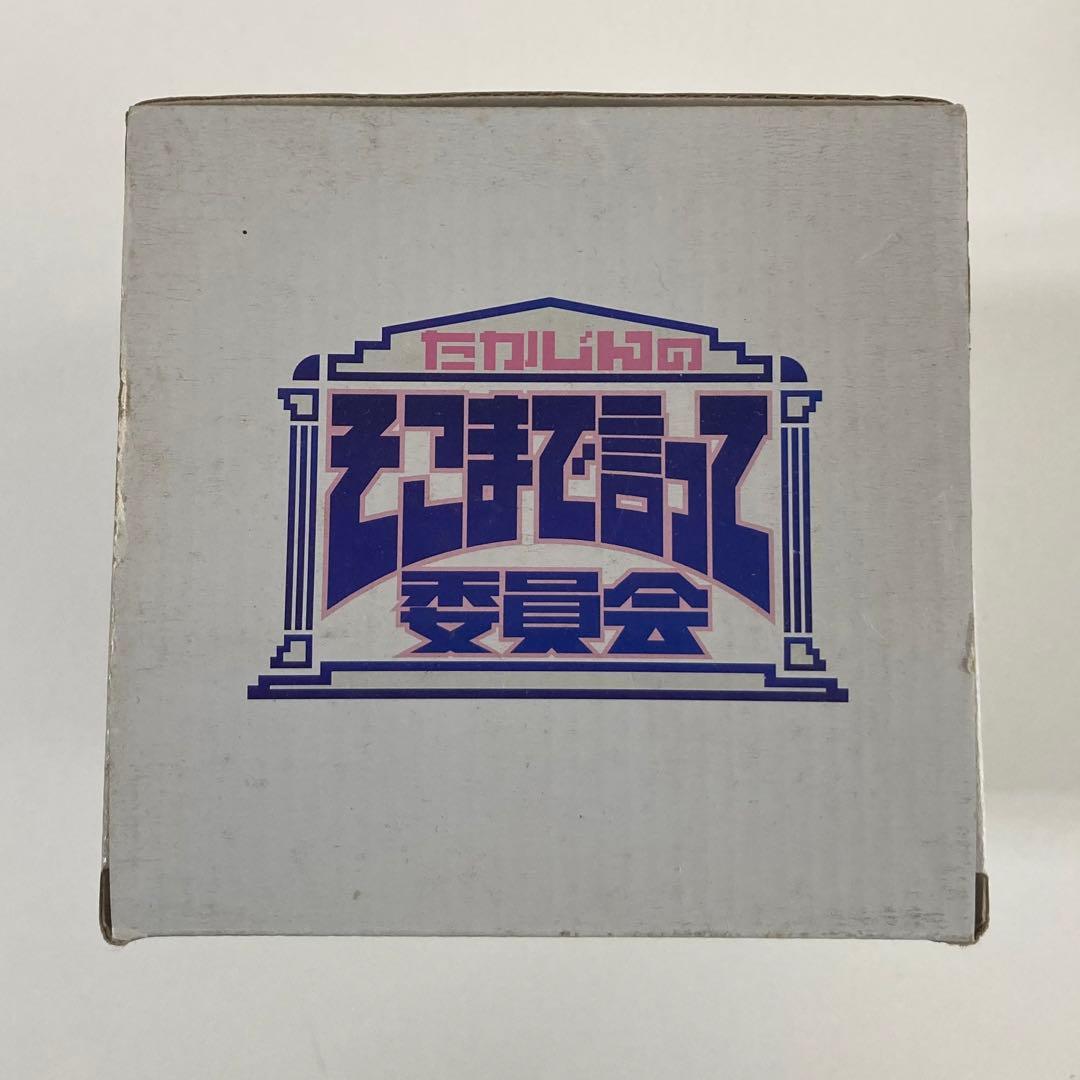 たかじんの
そこまで言って
委員会